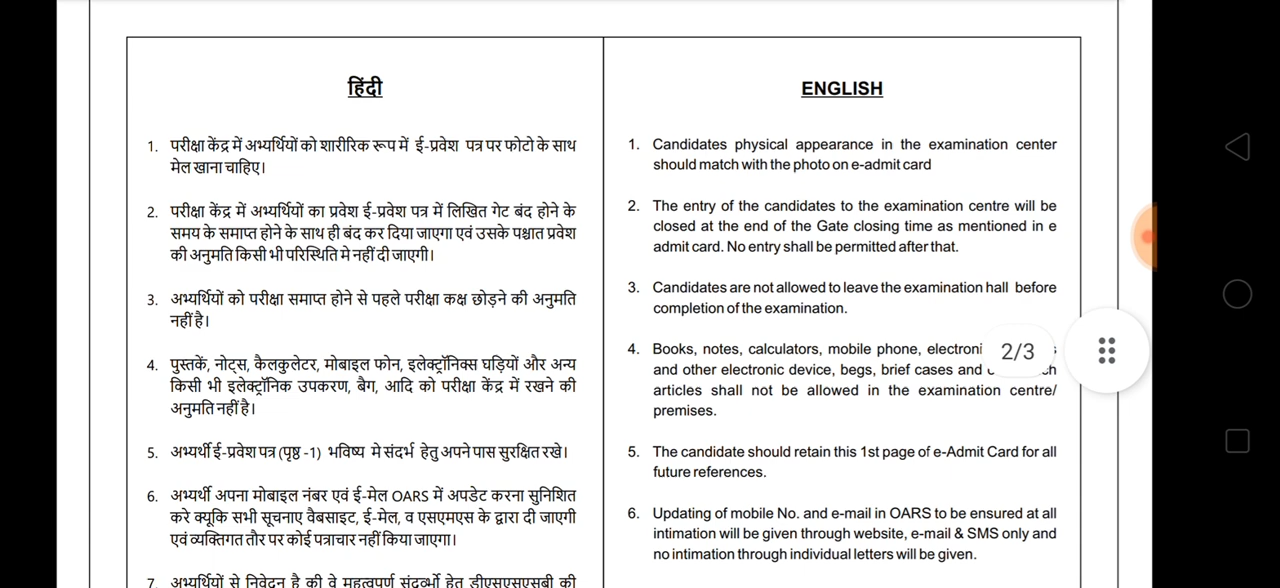 हिंदी
1. परीक्षा केंद्र में अभ्यर्थियों को शारीरिक रूप में ई-प्रवेश पत्र पर फोटो के साथ
मेल खाना चाहिए।
2. परीक्षा केंद्र में अभ्यर्थियों का प्रवेश ई-प्रवेश पत्र में लिखित गेट बंद होने के
समय के समाप्त होने के साथ ही बंद कर दिया जाएगा एवं उसके पश्चात प्रवेश
की अनुमति किसी भी परिस्थिति मे नहीं दी जाएगी।
3. अभ्यर्थियों को परीक्षा समाप्त होने से पहले परीक्षा कक्ष छोड़ने की अनुमति
नहीं है।
4. पुस्तकें, नोट्स, कैलकुलेटर, मोबाइल फोन, इलेक्ट्रॉनिक्स घड़ियों और अन्य
किसी भी इलेक्ट्रॉनिक उपकरण, बैग, आदि को परीक्षा केंद्र में रखने की
अनुमति नहीं है।
5. अभ्यर्थी ई-प्रवेश पत्र (पृष्ठ -1) भविष्य मे संदर्भ हेतु अपने पास सुरक्षित रखे।
6. अभ्यर्थी अपना मोबाइल नंबर एवं ई-मेल OARS में अपडेट करना सुनिशित
करे क्यूकि सभी सूचनाए वैबसाइट, ई-मेल, व एसएमएस के द्वारा दी जाएगी
एवं व्यक्तिगत तौर पर कोई पत्राचार नहीं किया जाएगा।
7. अभ्यर्थियों से निवेदन है की वे महत्वपूर्ण संदर्भो हेतु डीएसएसएसबी की
ENGLISH
1. Candidates physical appearance in the examination center
should match with the photo on e-admit card
2. The entry of the candidates to the examination centre will be
closed at the end of the Gate closing time as mentioned in e
admit card. No entry shall be permitted after that.
3. Candidates are not allowed to leave the examination hall before
completion of the examination.
4. Books, notes, calculators, mobile phone,
and other electronic device, begs, brief cases and
articles shall not be allowed in the examination centre/
premises.
5. The candidate should retain this 1st page of e-Admit Card for all
future references.
6. Updating of mobile No. and e-mail in OARS to be ensured at all
intimation will be given through website, e-mail & SMS only and
no intimation through individual letters will be given.
2/3